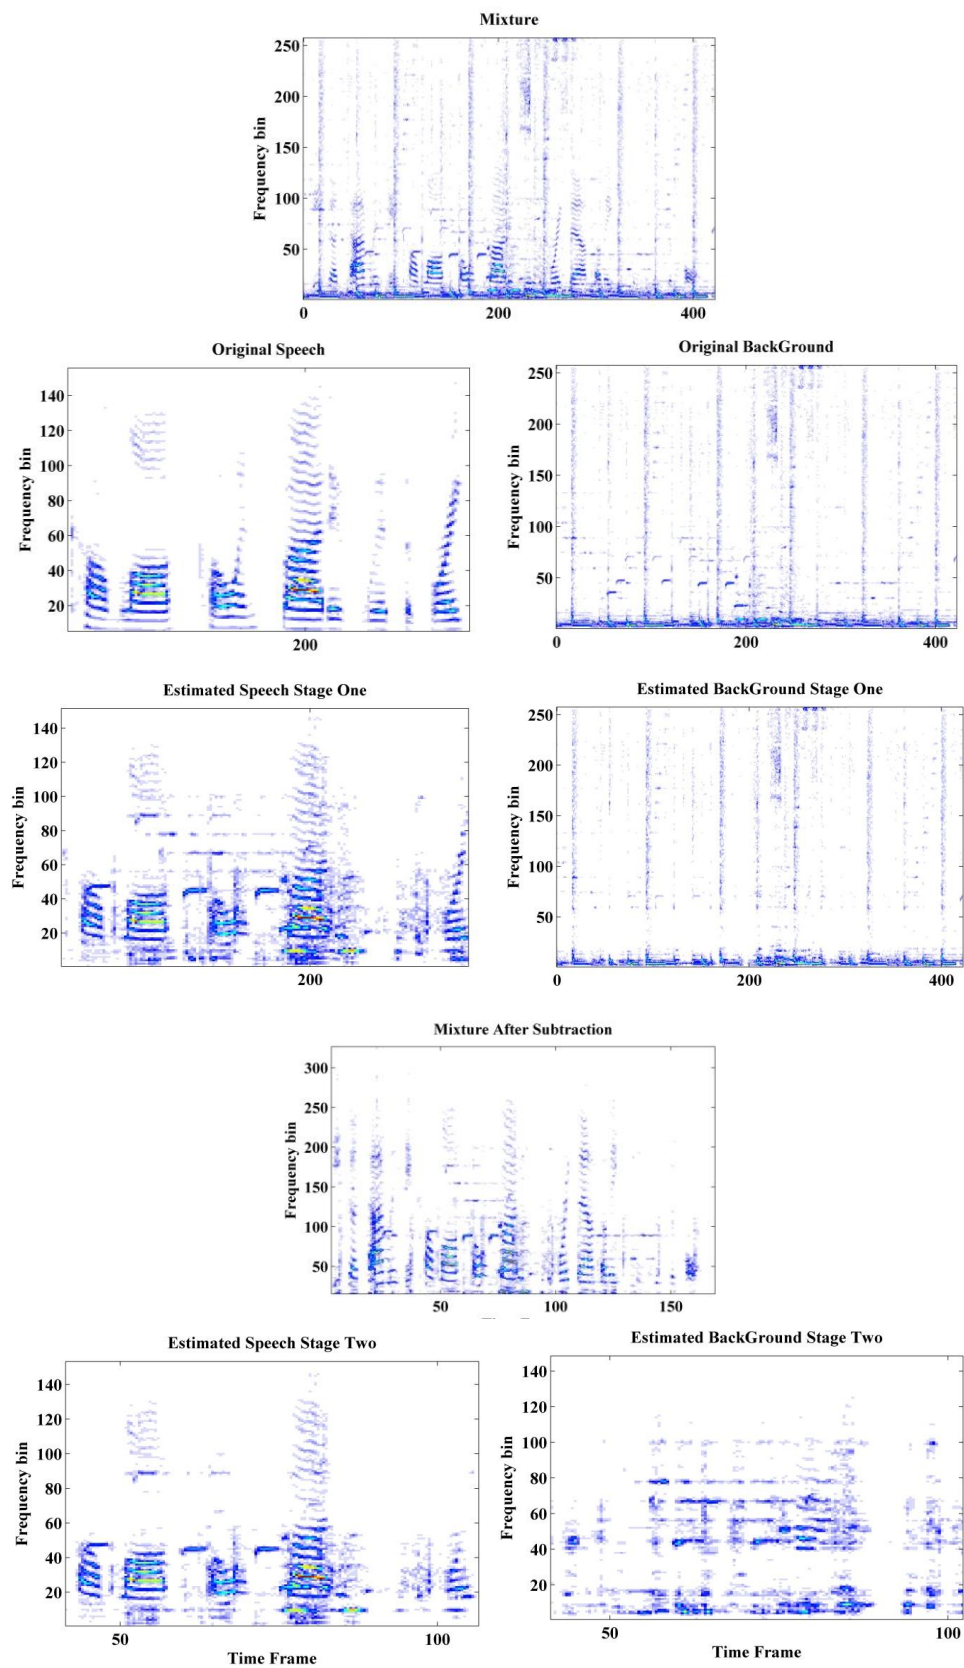 Mixture
250
200
150
100
50
Frequency bin
0 200 400
Original Speech
140
120
100
80
60
40
20
Frequency bin
200
Original BackGround
250
200
150
100
50
0
Frequency bin
0 200 400
Estimated Speech Stage One
140
120
100
80
60
40
20
Frequency bin
200
Estimated BackGround Stage One
250
200
150
100
50
Frequency bin
0 200 400
Mixture After Subtraction
300
250
200
150
100
50
Frequency bin
50 100 150
Estimated Speech Stage Two
140
120
100
80
60
40
20
Frequency bin
50 100
Time Frame
Estimated BackGround Stage Two
140
120
100
80
60
40
20
Frequency bin
50 100
Time Frame